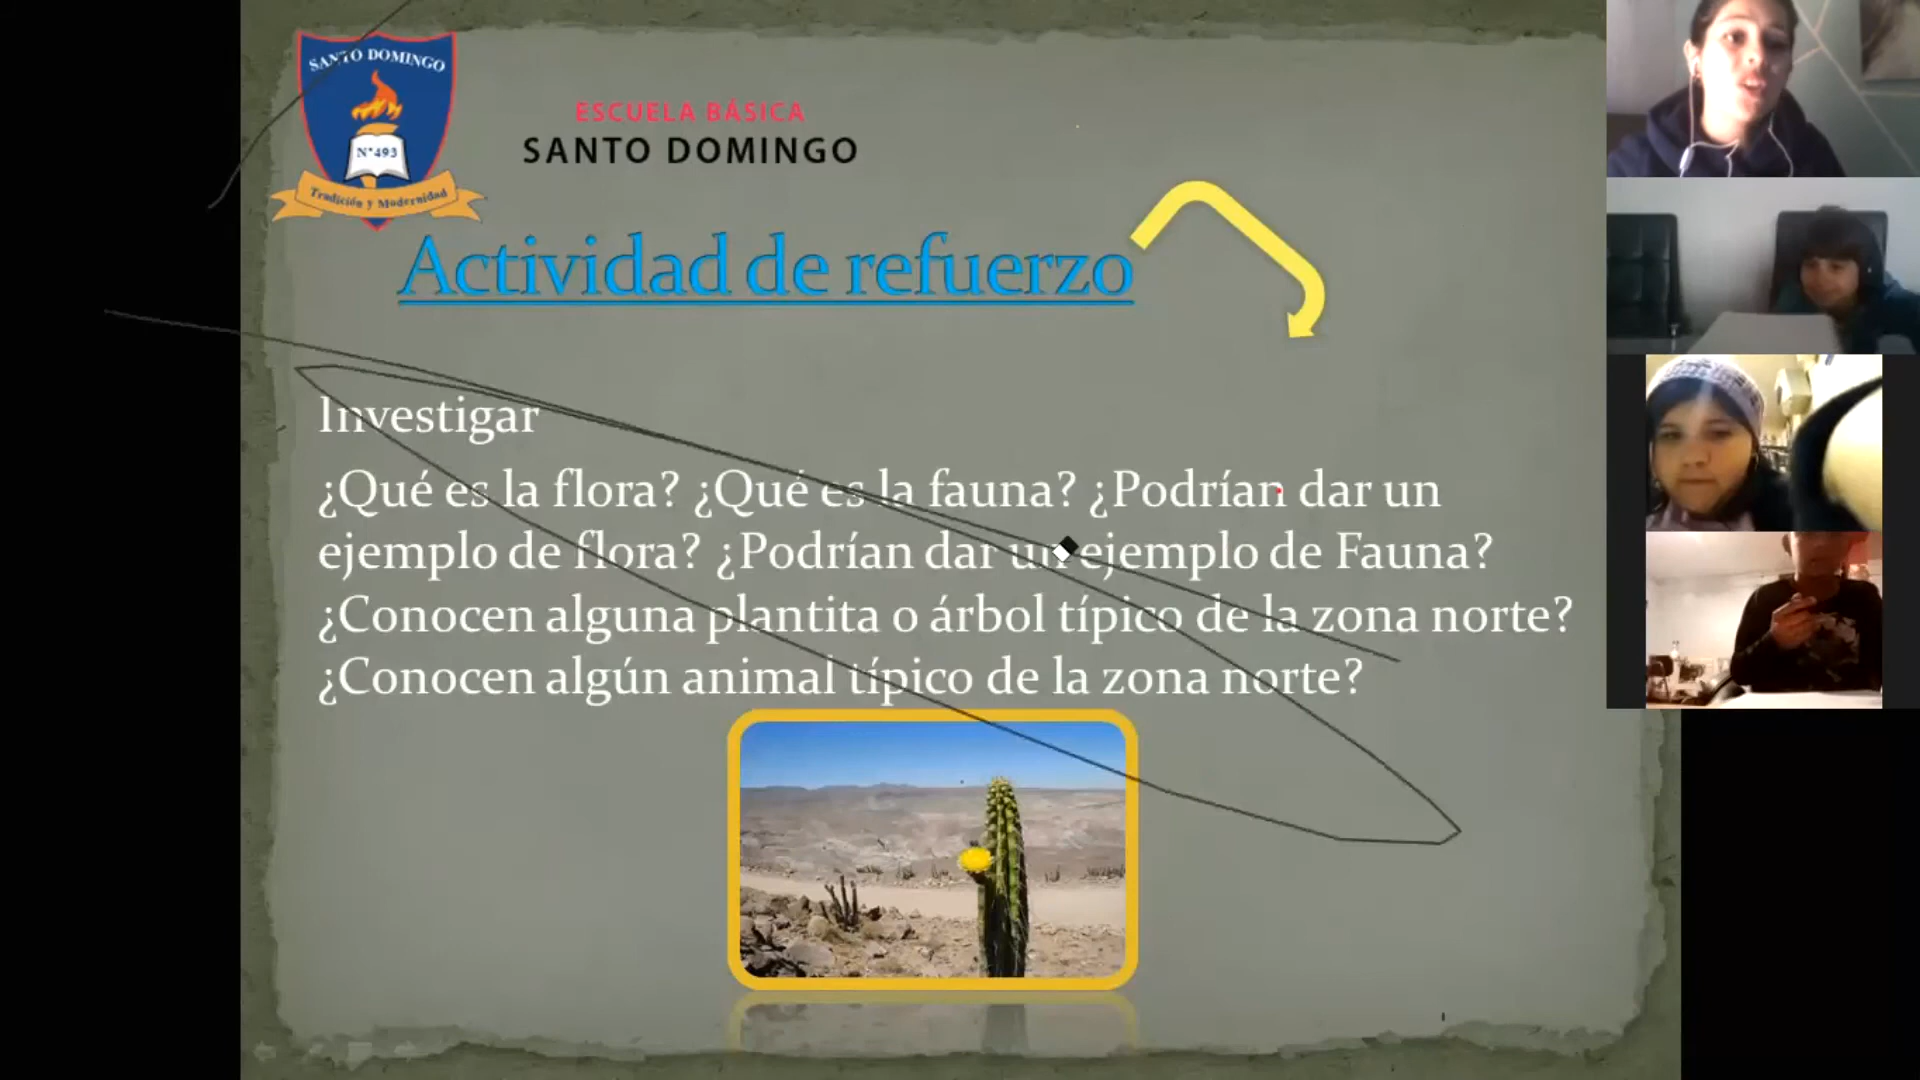 SANTO DOMINGO
N°493
Tradición y Modernidad
ESCUELA BÁSICA
SANTO DOMINGO
Actividad de refuerzo
Investigar
¿Qué es la flora? ¿Qué es la fauna? ¿Podrían dar un
ejemplo de flora? ¿Podrían dar un ejemplo de Fauna?
¿Conocen alguna plantita o árbol típico de la zona norte?
¿Conocen algún animal típico de la zona norte?